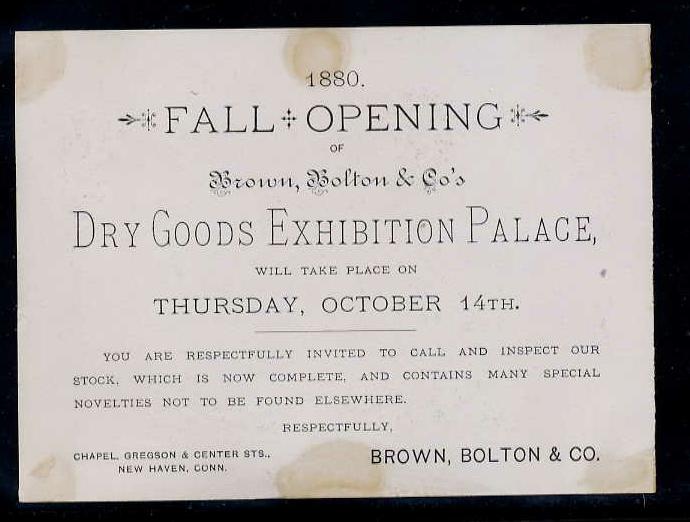 1880.
FALL OPENING
OF
Brown, Bolton & Co's
DRY GOODS EXHIBITION PALACE,
WILL TAKE PLACE ON
THURSDAY, OCTOBER 14TH.
YOU ARE RESPECTFULLY INVITED TO CALL AND INSPECT OUR
STOCK, WHICH IS NOW COMPLETE, AND CONTAINS MANY SPECIAL
NOVELTIES NOT TO BE FOUND ELSEWHERE.
RESPECTFULLY,
CHAPEL, GREGSON & CENTER STS.,
NEW HAVEN, CONN.
BROWN, BOLTON & CO.